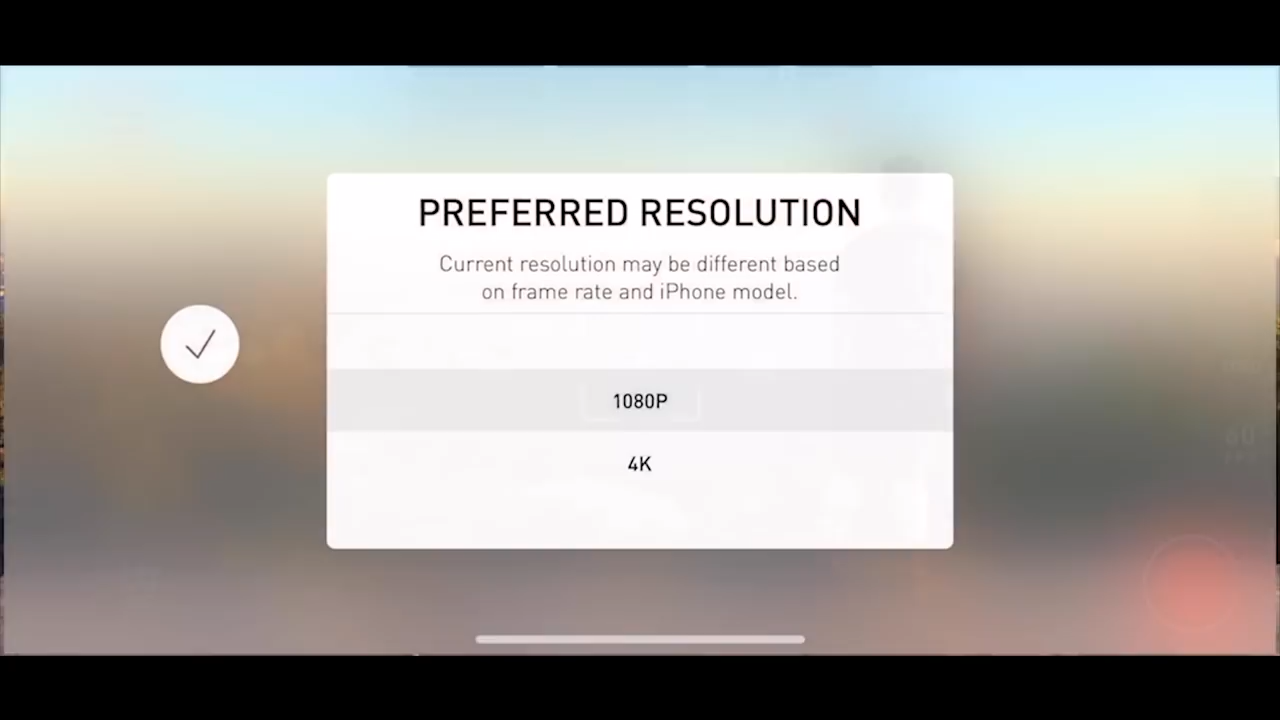 PREFERRED RESOLUTION
Current resolution may be different based
on frame rate and iPhone model.
1080P
4K